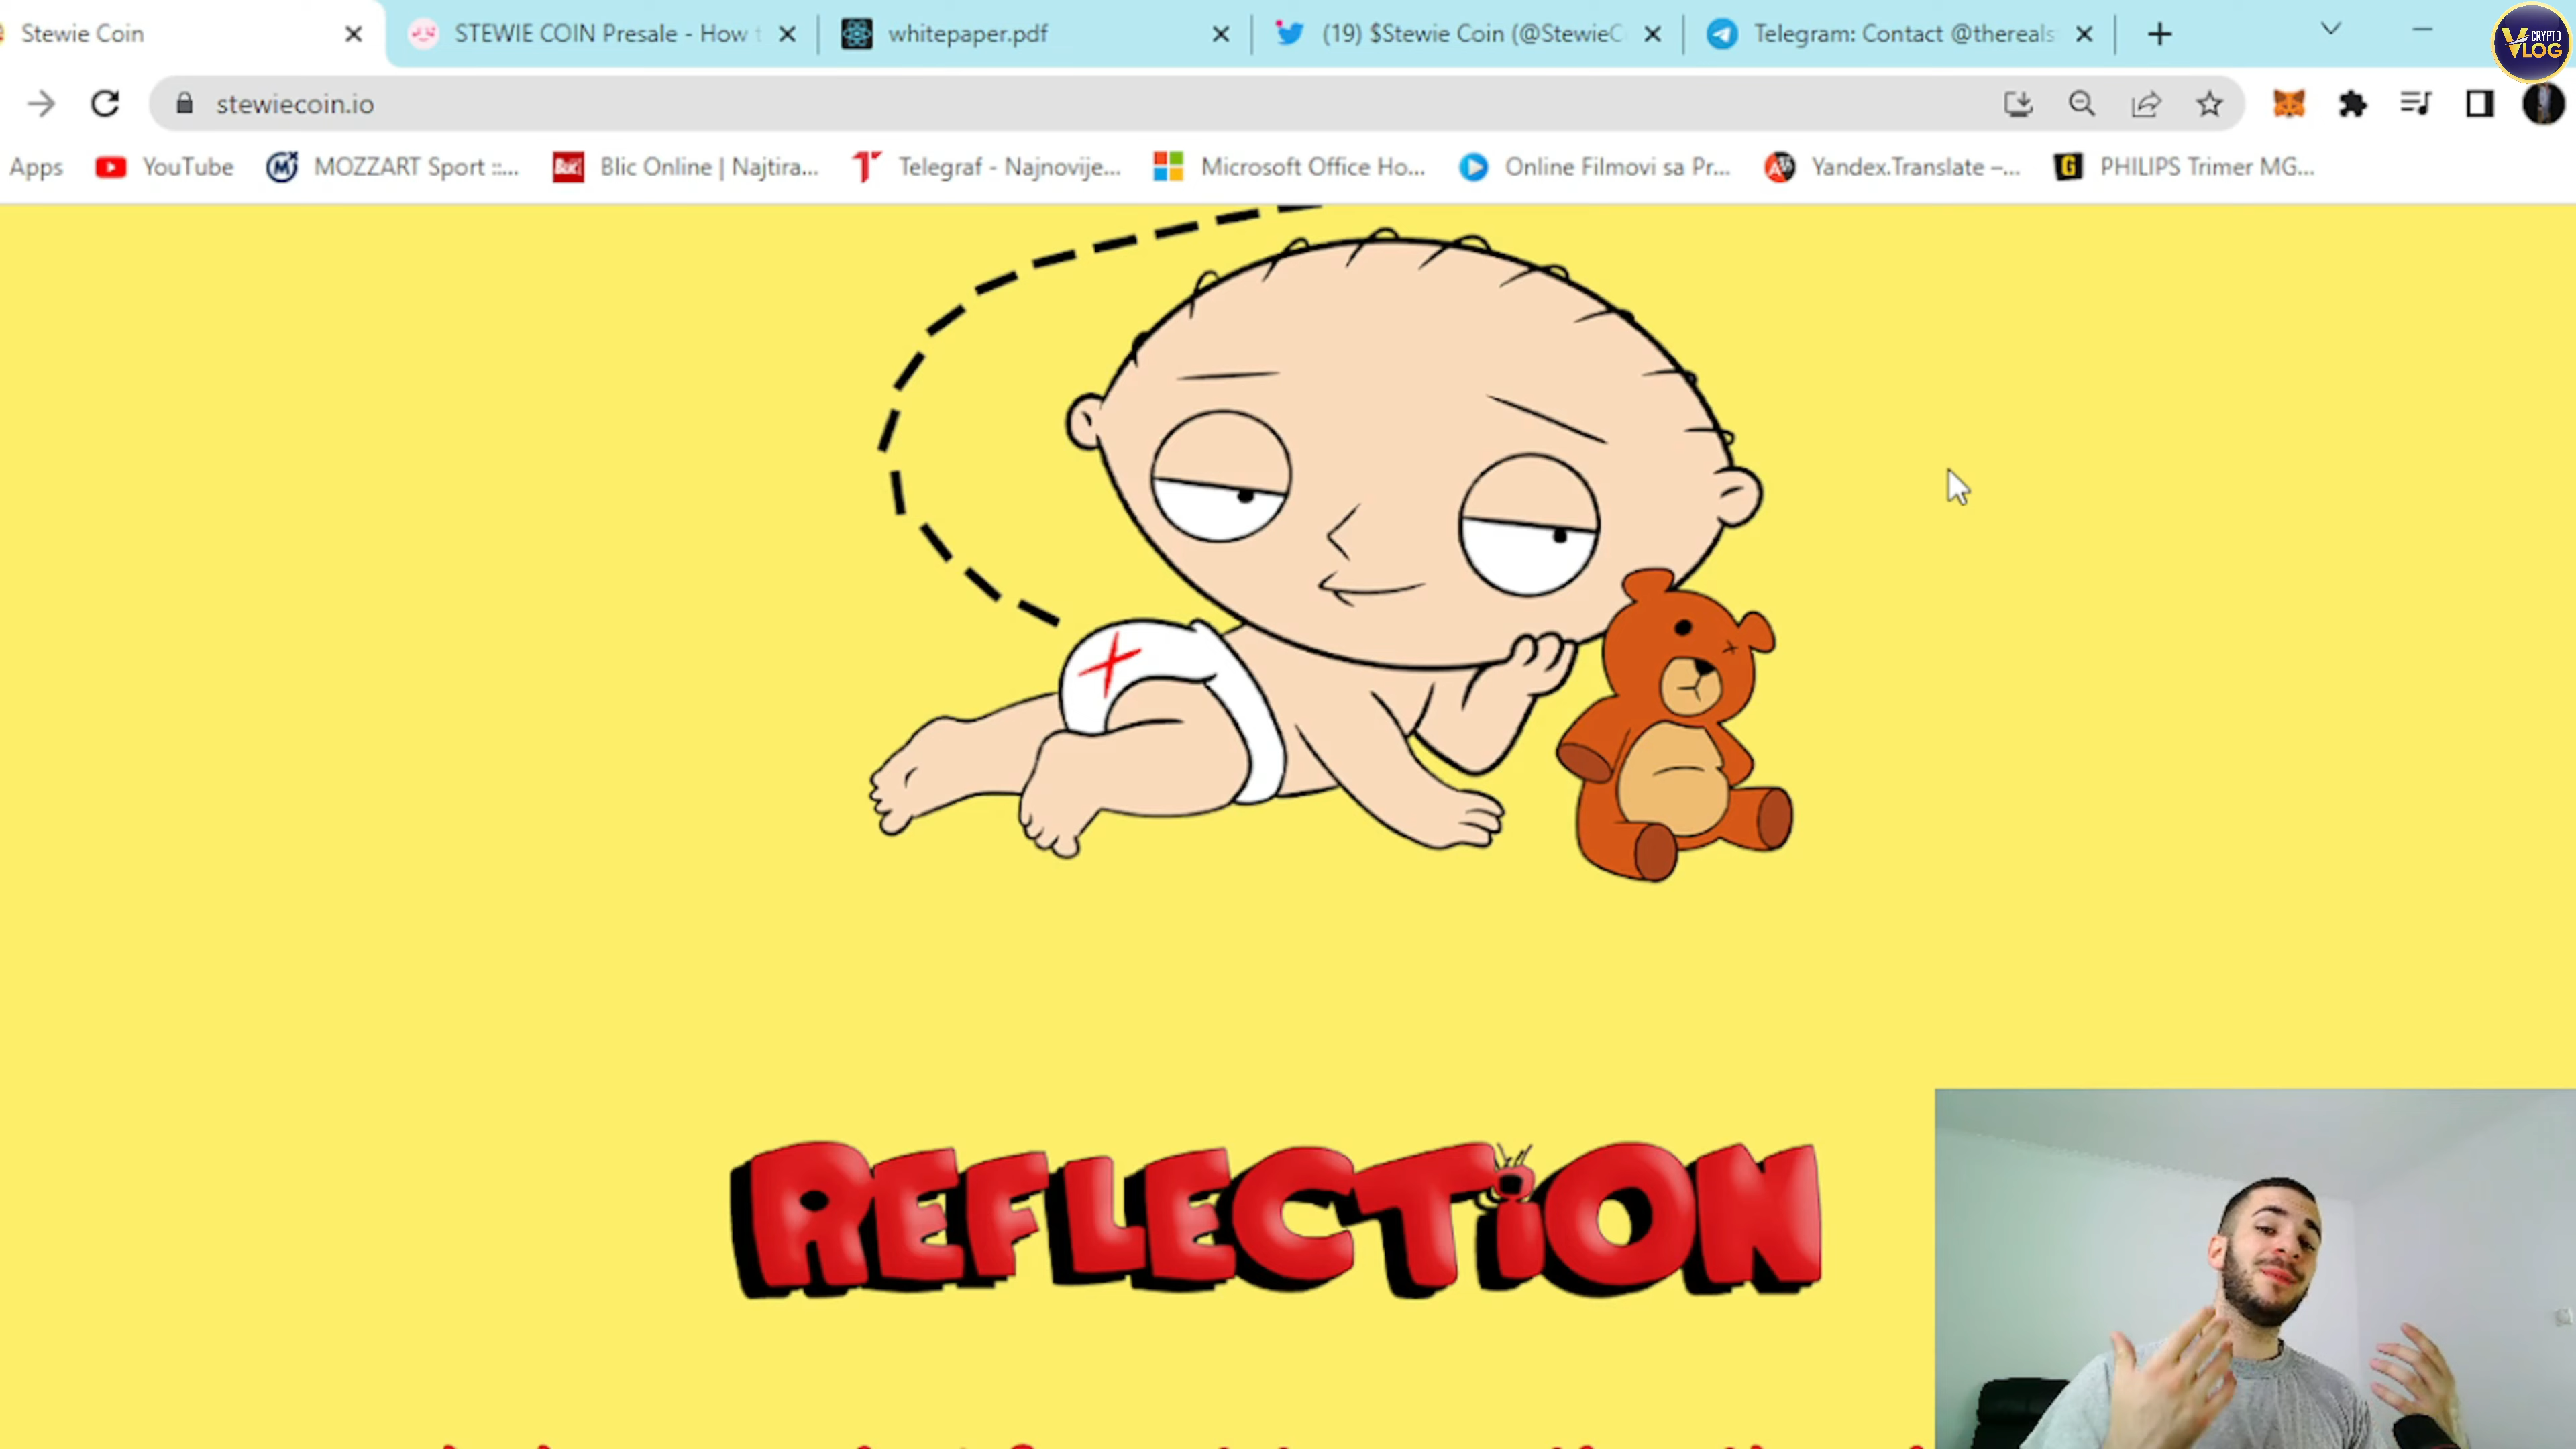 Stewie Coin
STEWIE COIN Presale - How t
whitepaper.pdf
(19) $Stewie Coin (@StewieC
Telegram: Contact @thereals
CRYPTO
VLOG
stewiecoin.io
Apps
YouTube
MOZZART Sport ::...
Blic Online | Najtira...
Telegraf - Najnovije...
Microsoft Office Ho...
Online Filmovi sa Pr...
Yandex.Translate –...
PHILIPS Trimer MG...
REFLECTiON